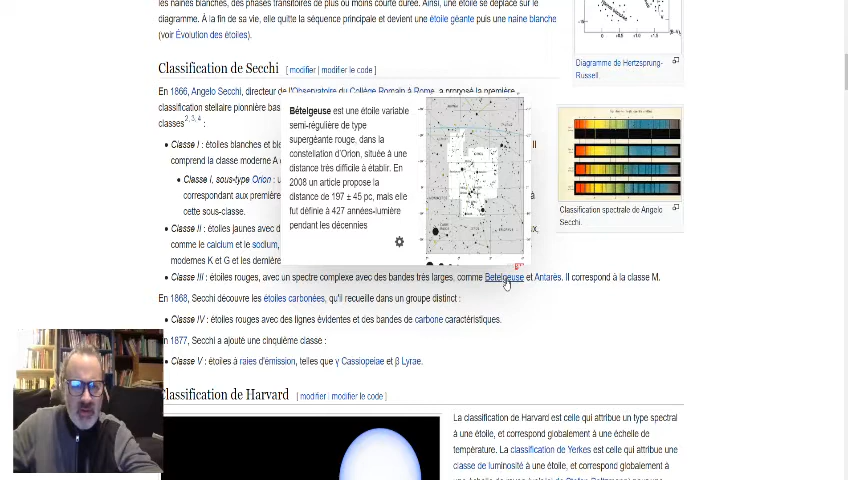 les naines blanches, des phases transitoires de plus ou moins courte durée. Ainsi, une étoile se déplace sur le
diagramme. À la fin de sa vie, elle quitte la séquence principale et devient une étoile géante puis une naine blanche
(voir Évolution des étoiles).
Diagramme de Hertzsprung-
Russell
Classification de Secchi [ modifier | modifier le code ]
En 1866, Angelo Secchi, directeur de l'Observatoire du Collège Romain à Rome, a proposé la première
classification stellaire pionnière
classes2, 3, 4 :
Classe I : étoiles blanches et
comprend la classe moderne A
Classe I, sous-type Orion :
correspondant aux première
cette sous-classe.
Classe II : étoiles jaunes avec
comme le calcium et le sodium,
modernes K et G et les
Bételgeuse est une étoile variable
semi-régulière de type
supergéante rouge, dans la
constellation d'Orion, située à une
distance très difficile à établir. En
2008 un article propose la
distance de 197 ± 45 pc, mais elle
fut définie à 427 années-lumière
pendant les décennies
Classification spectrale de Angelo
Secchi.
Classe III : étoiles rouges, avec un spectre complexe avec des bandes très larges, comme Bételgeuse et Antarès. Il correspond à la classe M.
En 1868, Secchi découvre les étoiles carbonées, qu'il recueille dans un groupe distinct :
Classe IV : étoiles rouges avec des lignes évidentes et des bandes de carbone caractéristiques.
En 1877, Secchi a ajouté une cinquième classe :
Classe V : étoiles à raies d'émission, telles que γ Cassiopeiae et β Lyrae.
Classification de Harvard [ modifier | modifier le code ]
La classification de Harvard est celle qui attribue un type spectral
à une étoile, et correspond globalement à une échelle de
température. La classification de Yerkes est celle qui attribue une
classe de luminosité à une étoile, et correspond globalement à